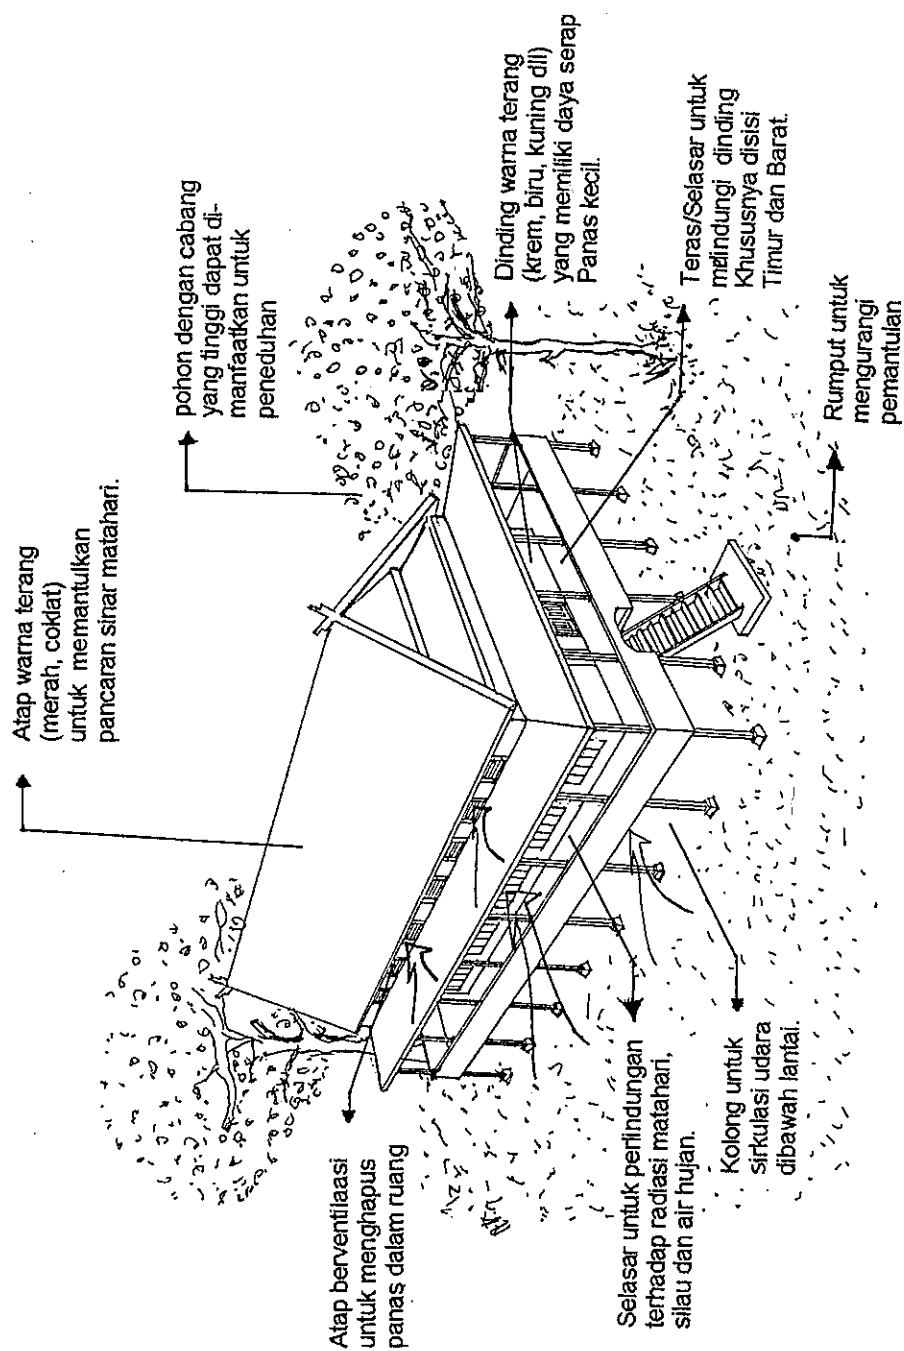 Atap warna terang
(merah, coklat)
untuk memantulkan
pancaran sinar matahari.
pohon dengan cabang
yang tinggi dapat di-
manfaatkan untuk
peneduhan
Atap berventilaasi
untuk menghapus
panas dalam ruang
Dinding warna terang
(krem, biru, kuning dll)
yang memiliki daya serap
Panas kecil.
Selasar untuk perlindungan
terhadap radiasi matahari,
silau dan air hujan.
Teras/Selasar untuk
melindungi dinding
Khususnya disisi
Timur dan Barat.
Kolong untuk
sirkulasi udara
dibawah lantai.
Rumput untuk
mengurangi
pemantulan